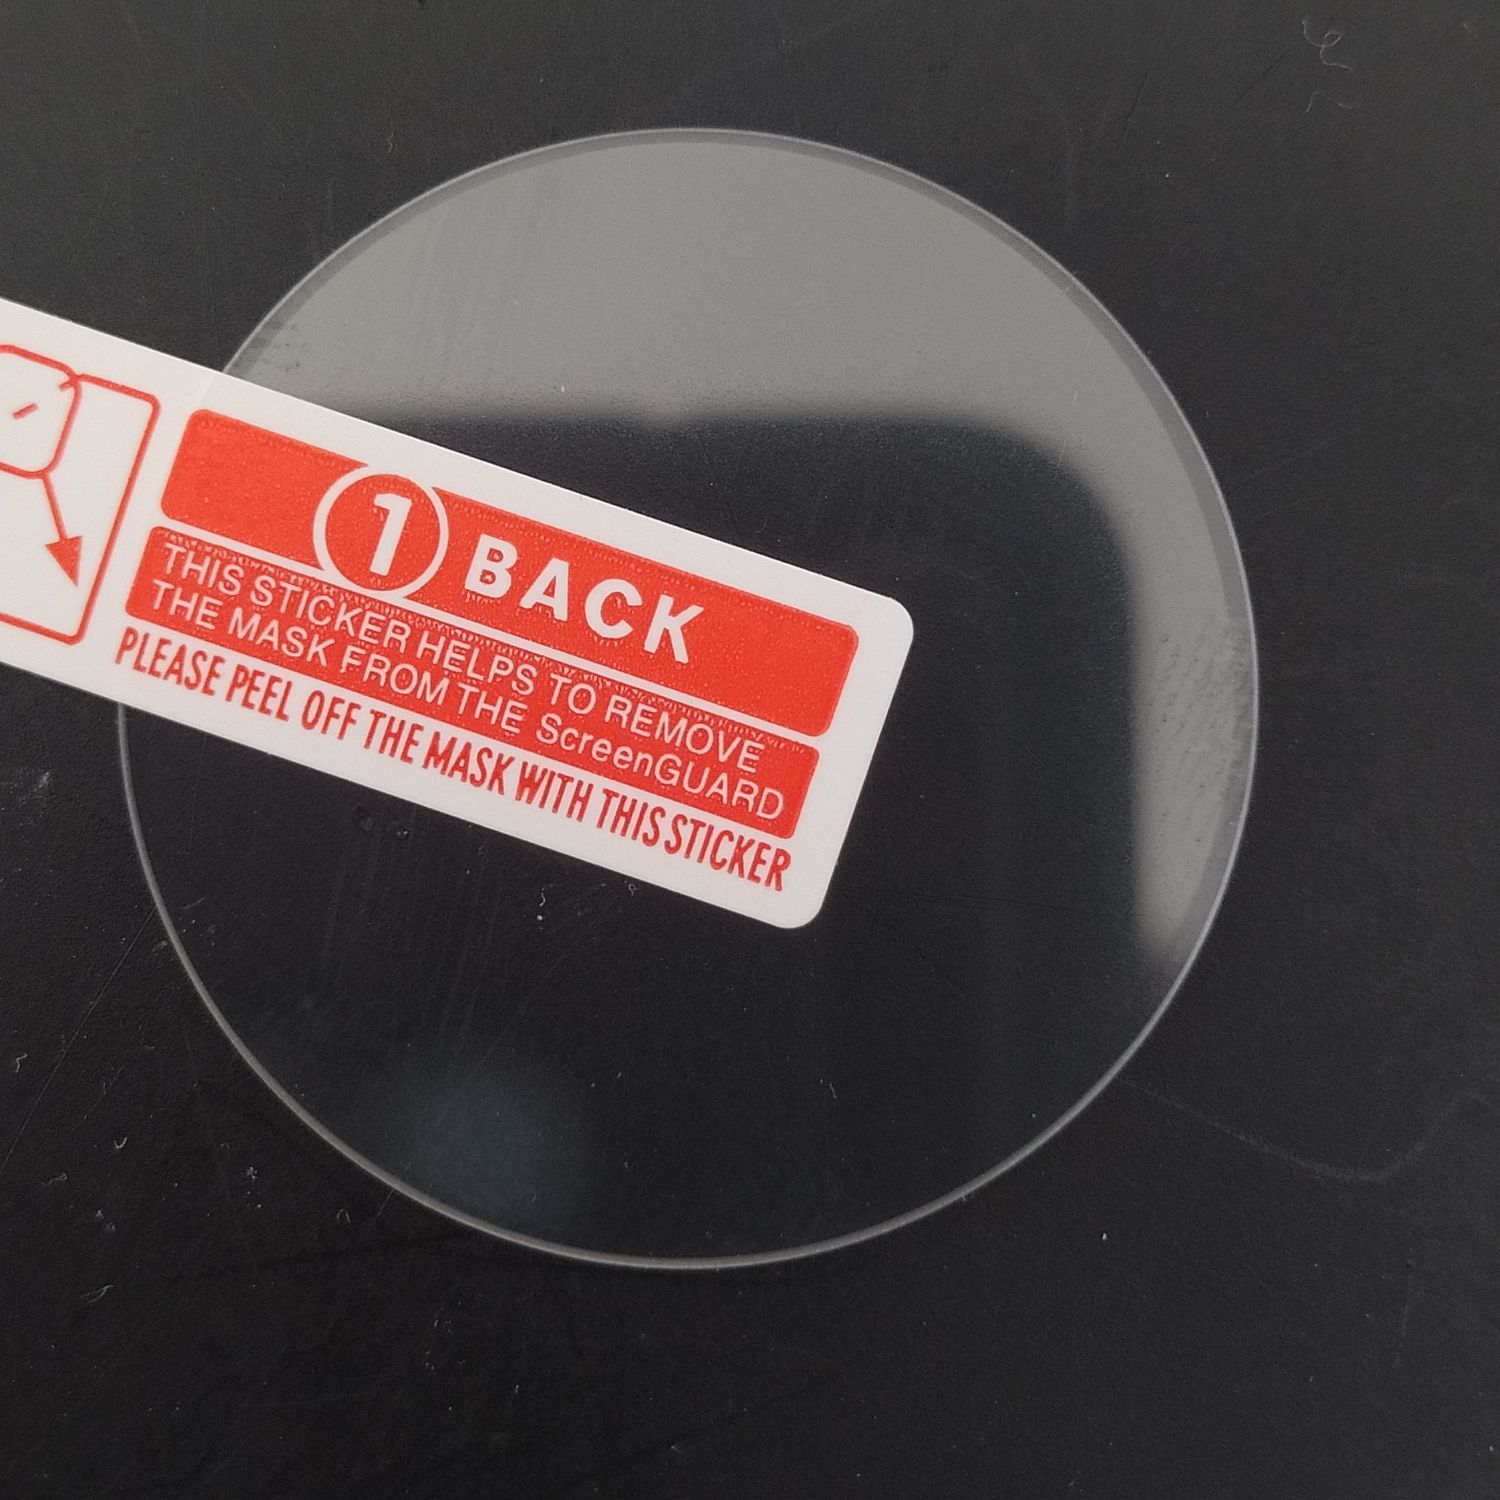 1 BACK
THIS STICKER HELPS TO REMOVE
THE MASK FROM THE ScreenGUARD
PLEASE PEEL OFF THE MASK WITH THIS STICKER